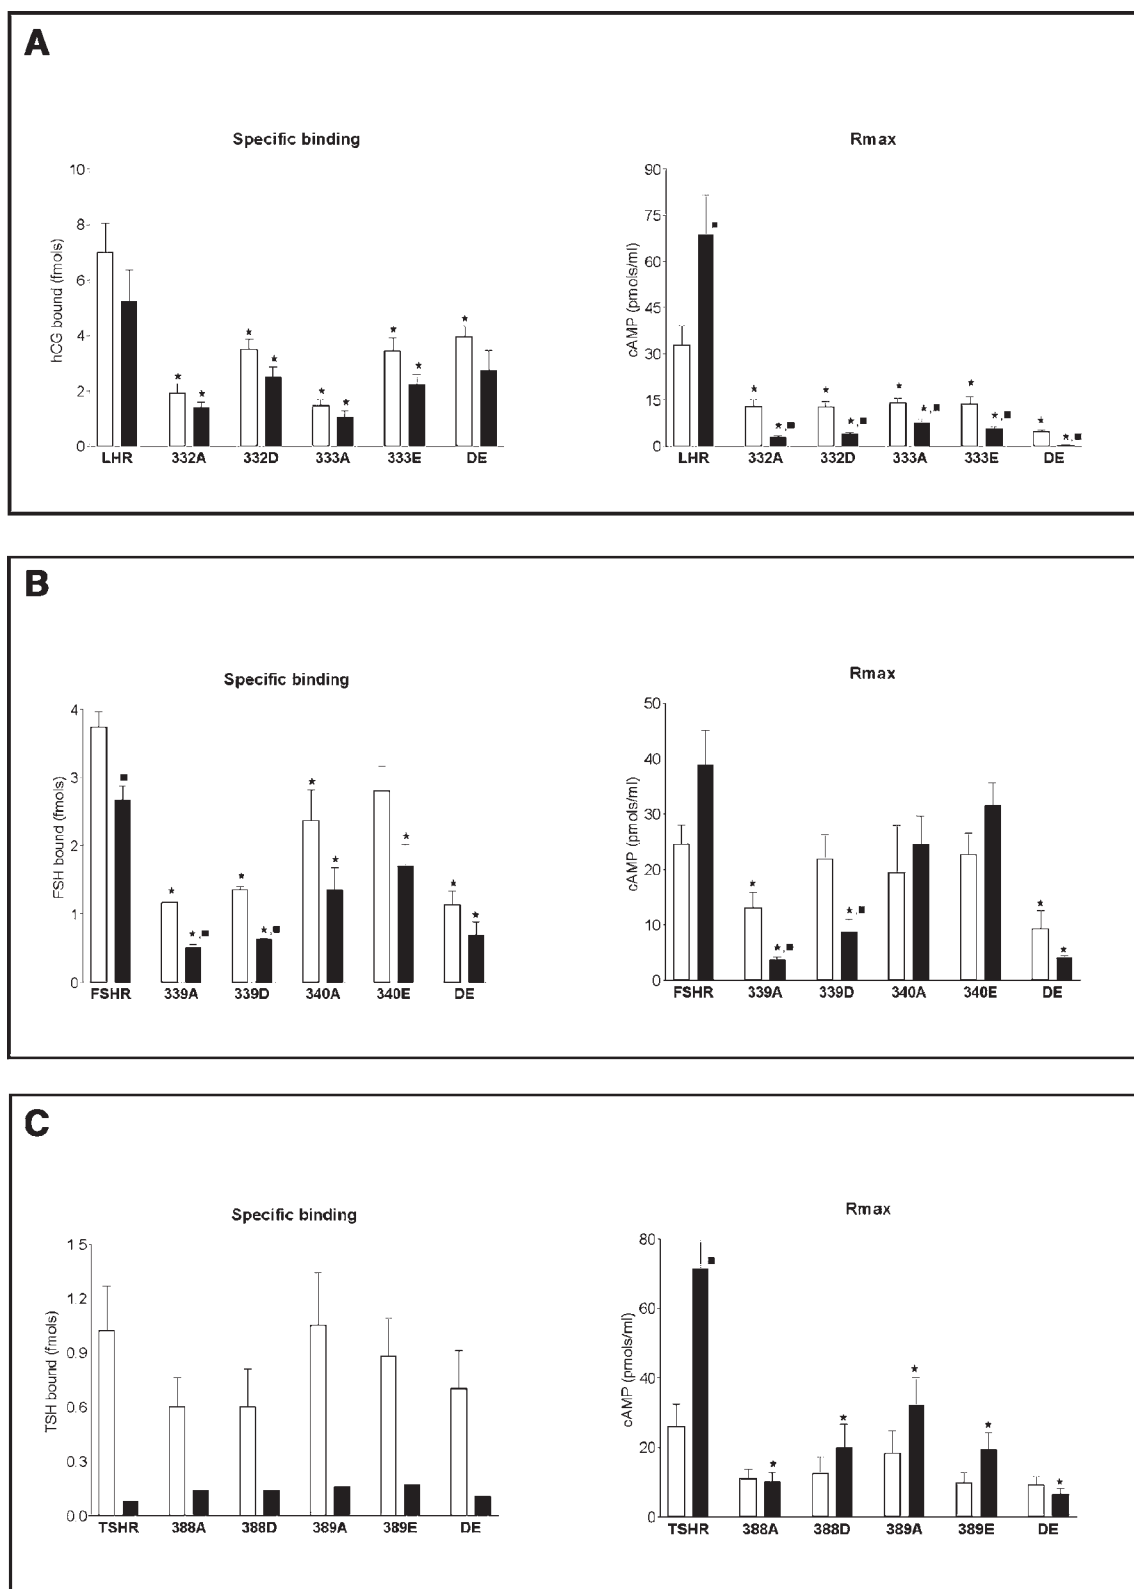 A
Specific binding
10
8
6
4
2
0
hCG bound (fmols)
LHR 332A 332D 333A 333E DE
Rmax
90
75
60
45
30
15
0
cAMP (pmols/ml)
LHR 332A 332D 333A 333E DE
B
Specific binding
4
3
2
1
0
FSH bound (fmols)
FSHR 339A 339D 340A 340E DE
Rmax
50
40
30
20
10
0
cAMP (pmols/ml)
FSHR 339A 339D 340A 340E DE
C
Specific binding
1.5
1.2
0.9
0.6
0.3
0.0
TSH bound (fmols)
TSHR 388A 388D 389A 389E DE
Rmax
80
60
40
20
0
cAMP (pmols/ml)
TSHR 388A 388D 389A 389E DE